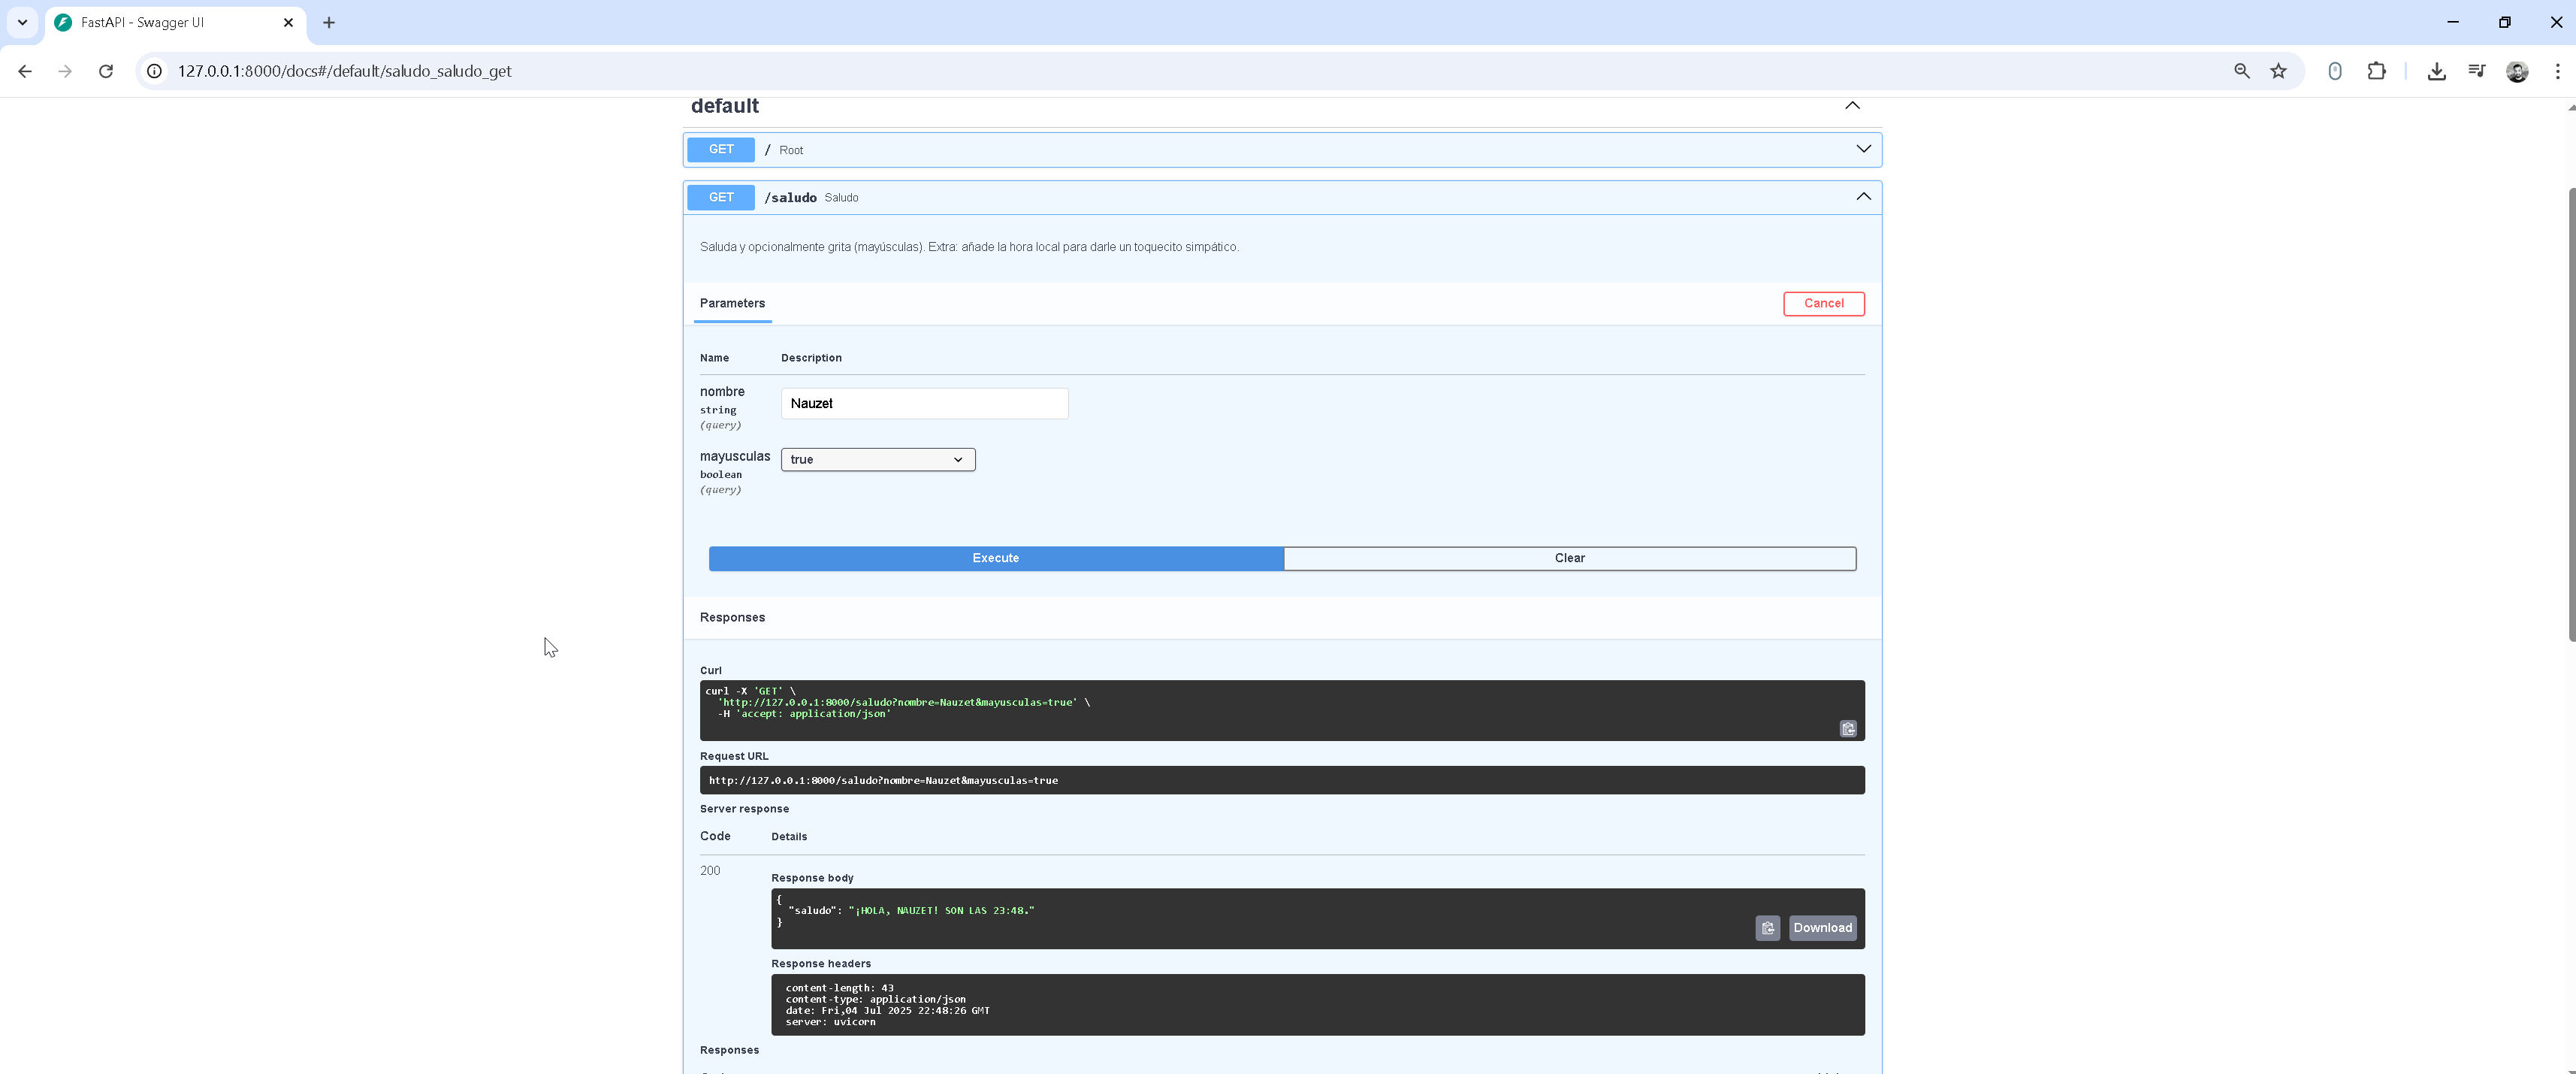 FastAPI - Swagger UI
127.0.0.1:8000/docs#/default/saludo_saludo_get
default
GET / Root
GET /saludo Saludo
Saluda y opcionalmente grita (mayúsculas). Extra: añade la hora local para darle un toquecito simpático.
Parameters
Cancel
Name Description
nombre
string
(query)
Nauzet
mayusculas
boolean
(query)
true
Execute
Clear
Responses
Curl
curl -X 'GET' \
'http://127.0.0.1:8000/saludo?nombre=Nauzet&mayusculas=true' \
-H 'accept: application/json'
Request URL
http://127.0.0.1:8000/saludo?nombre=Nauzet&mayusculas=true
Server response
Code Details
200
Response body
{
"saludo": "¡HOLA, NAUZET! SON LAS 23:48."
}
Download
Response headers
content-length: 43
content-type: application/json
date: Fri,04 Jul 2025 22:48:26 GMT
server: uvicorn
Responses